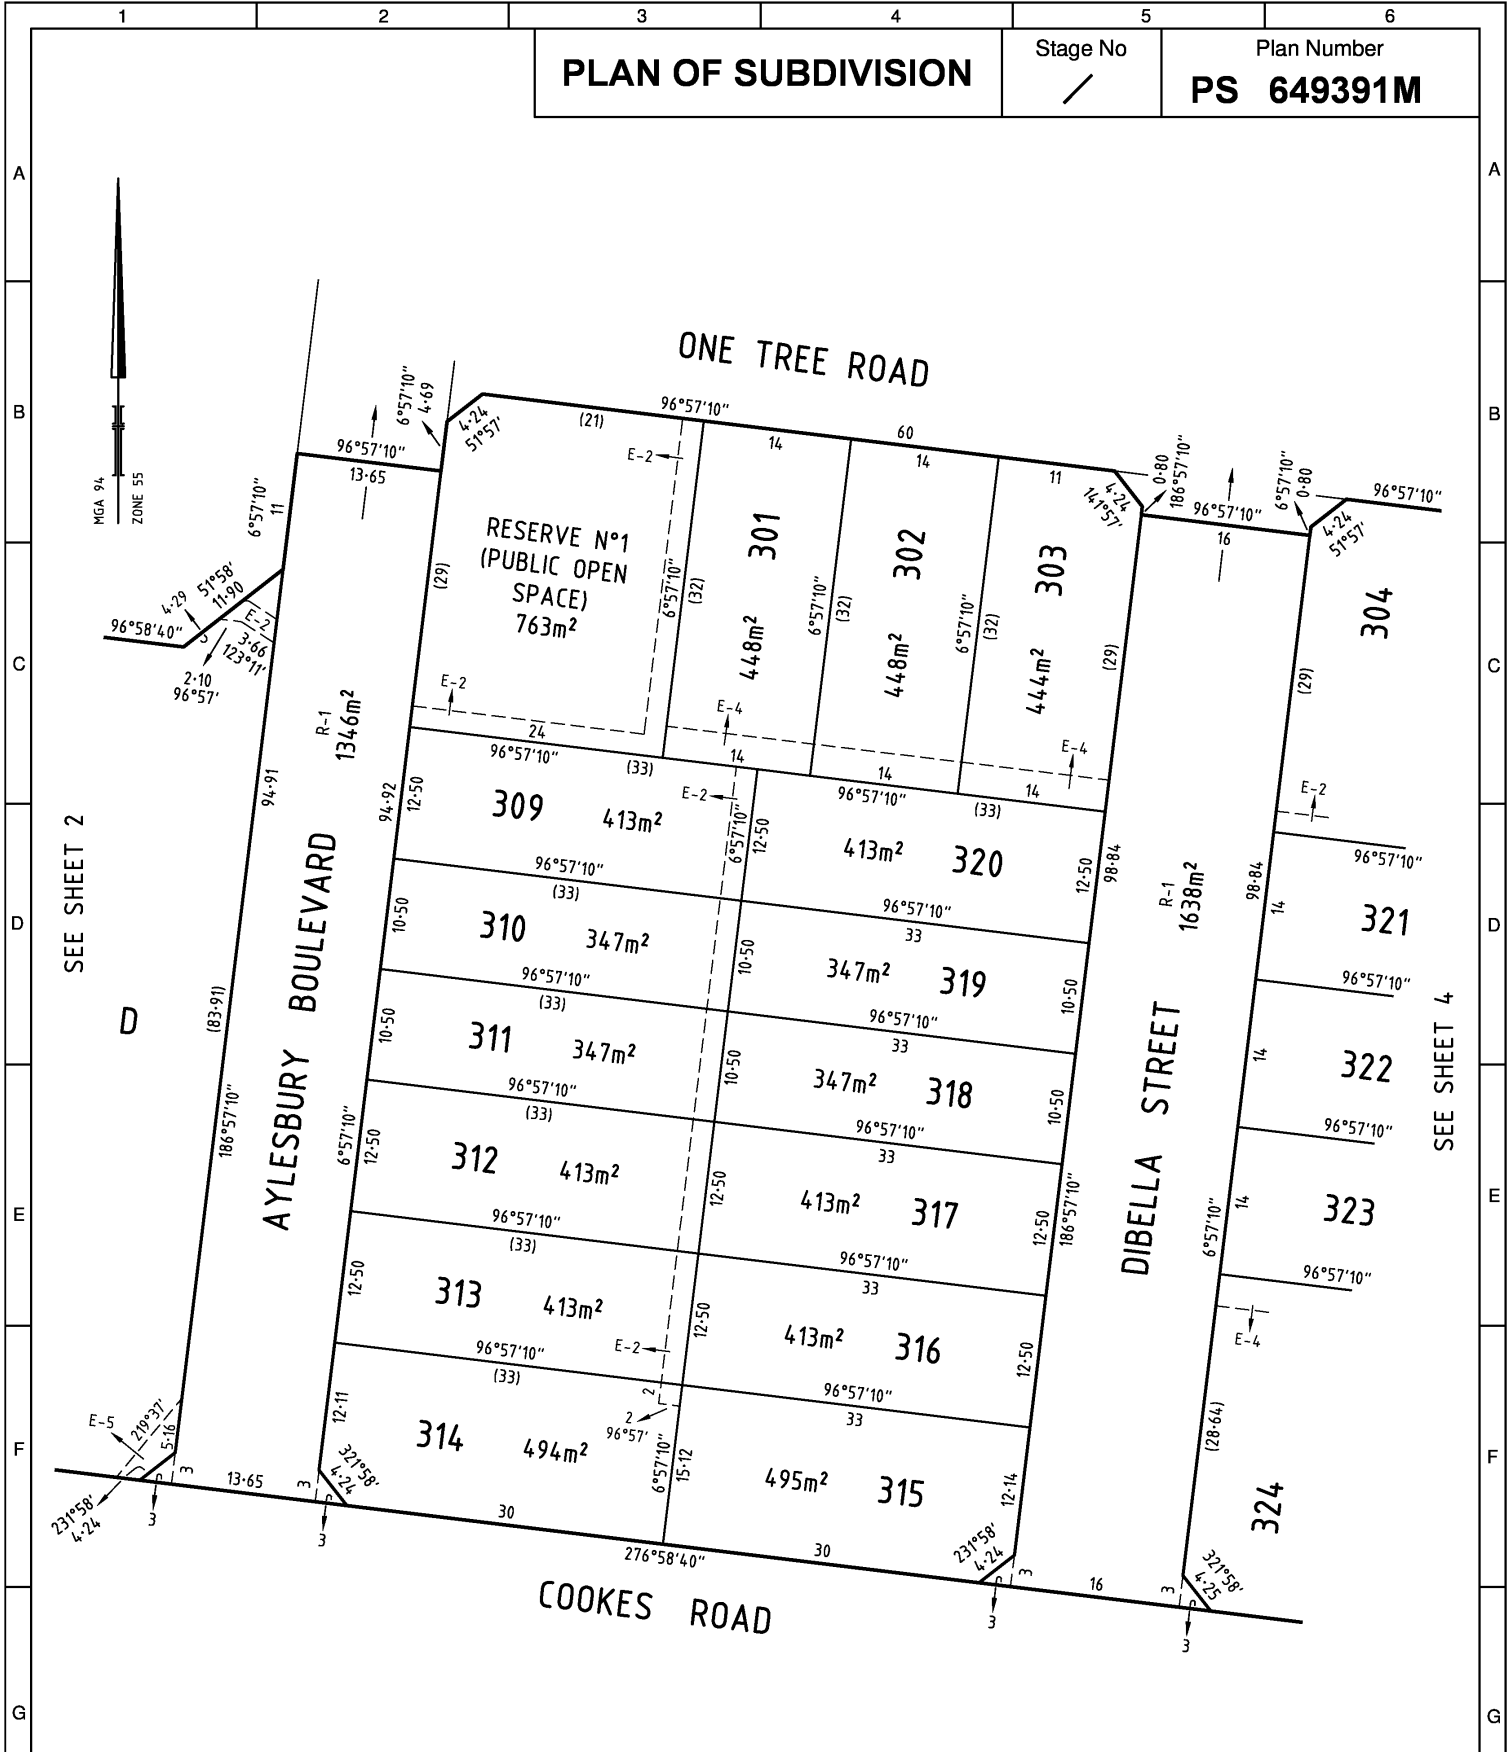 1
2
3
4
5
6
PLAN OF SUBDIVISION
Stage No
/
Plan Number
PS 649391M
A
A
B
B
C
C
D
D
E
E
F
F
G
G
MGA 94
ZONE 55
ONE TREE ROAD
96°57'10"
(21)
60
14
14
11
6°57'10"
4·69
4·24
51°57'
96°57'10"
13·65
6°57'10"
11
E-2
4·24
141°57'
0·80
186°57'10"
96°57'10"
16
6°57'10"
0·80
4·24
51°57'
96°57'10"
RESERVE N°1
(PUBLIC OPEN
SPACE)
763m²
(29)
6°57'10"
(32)
301
448m²
6°57'10"
(32)
302
448m²
6°57'10"
(32)
303
444m²
(29)
304
(29)
51°58'
11·90
4·29
96°58'40"
5
E-2
3·66
123°11'
2·10
96°57'
E-2
E-4
E-4
E-2
24
14
14
14
96°57'10"
(33)
96°57'10"
(33)
R-1
1346m²
94·91
94·92
12·50
309
413m²
E-2
6°57'10"
12·50
413m²
320
12·50
98·84
R-1
1638m²
98·84
96°57'10"
14
321
SEE SHEET 2
96°57'10"
(33)
96°57'10"
33
10·50
310
347m²
10·50
347m²
319
10·50
96°57'10"
96°57'10"
(33)
96°57'10"
33
D
(83·91)
AYLESBURY BOULEVARD
10·50
311
347m²
10·50
347m²
318
10·50
DIBELLA STREET
14
322
SEE SHEET 4
96°57'10"
(33)
96°57'10"
33
96°57'10"
186°57'10"
6°57'10"
12·50
312
413m²
12·50
413m²
317
12·50
186°57'10"
6°57'10"
14
323
96°57'10"
(33)
96°57'10"
33
96°57'10"
12·50
313
413m²
E-2
12·50
413m²
316
12·50
E-4
96°57'10"
(33)
96°57'10"
33
2
2
96°57'
12·11
314
494m²
6°57'10"
15·12
495m²
315
12·14
(28·64)
324
E-5
219°37'
5·16
3
231°58'
4·24
3
13·65
3
321°58'
4·24
3
30
276°58'40"
30
231°58'
4·24
3
3
16
3
321°58'
4·25
3
COOKES ROAD